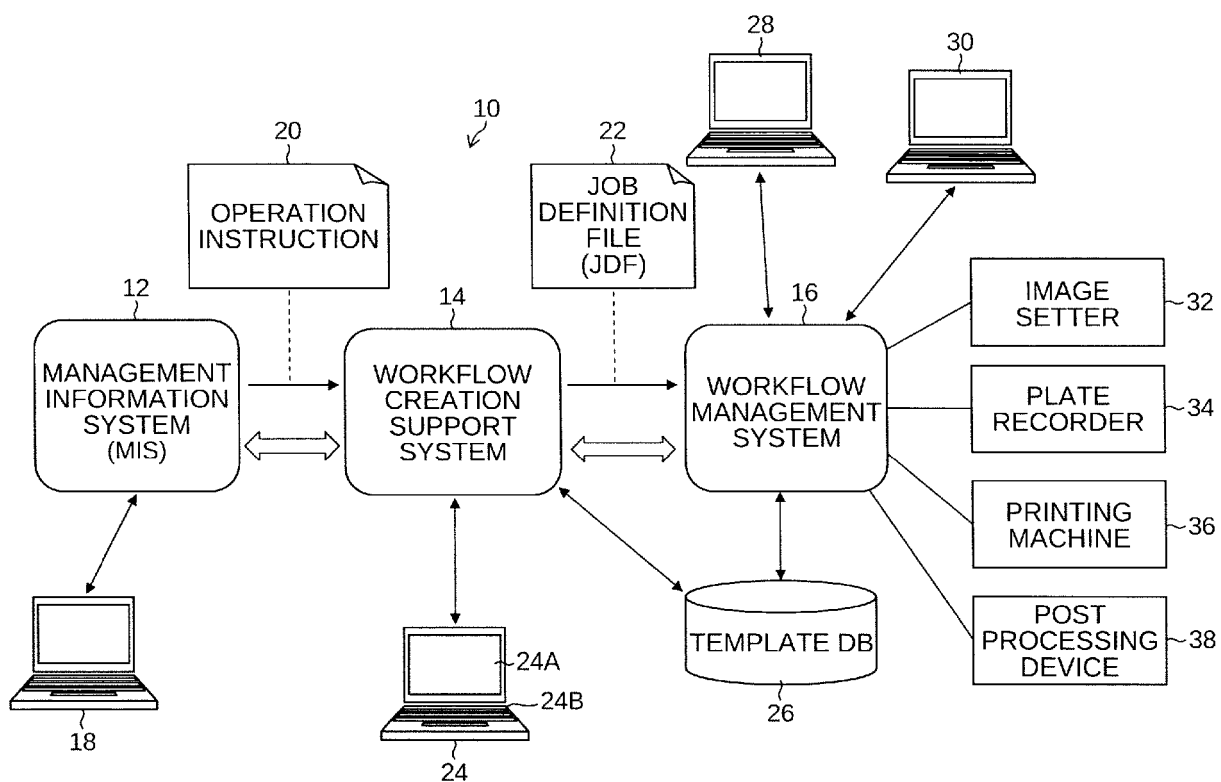 28
30
10
20
22
OPERATION
INSTRUCTION
JOB
DEFINITION
FILE
(JDF)
12
14
16
MANAGEMENT
INFORMATION
SYSTEM
(MIS)
WORKFLOW
CREATION
SUPPORT
SYSTEM
WORKFLOW
MANAGEMENT
SYSTEM
IMAGE
SETTER
32
PLATE
RECORDER
34
PRINTING
MACHINE
36
POST
PROCESSING
DEVICE
38
TEMPLATE DB
26
18
24A
24B
24